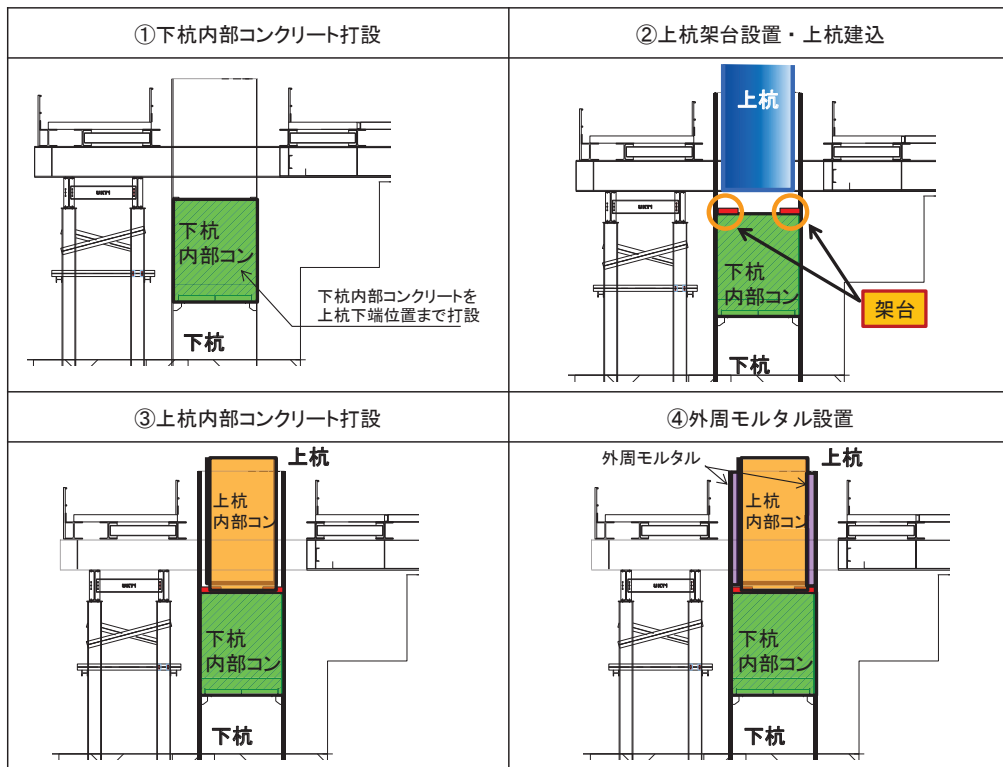 ①下杭内部コンクリート打設
下杭
内部コン
下杭内部コンクリートを
上杭下端位置まで打設
下杭
②上杭架台設置・上杭建込
上杭
下杭
内部コン
架台
下杭
③上杭内部コンクリート打設
上杭
上杭
内部コン
下杭
内部コン
下杭
④外周モルタル設置
外周モルタル
上杭
上杭
内部コン
下杭
内部コン
下杭